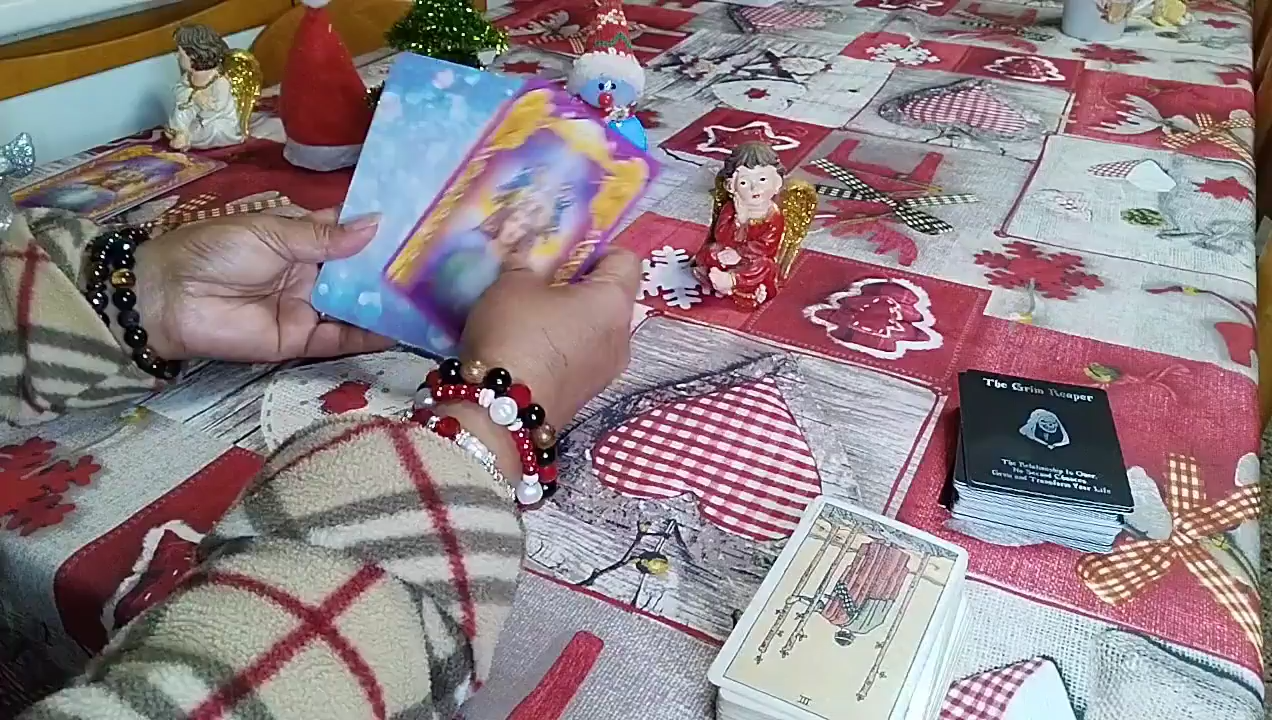 The Grim Reaper
The Relationship Is Over.
No Second Chances
Grow and Transform Your Life
III